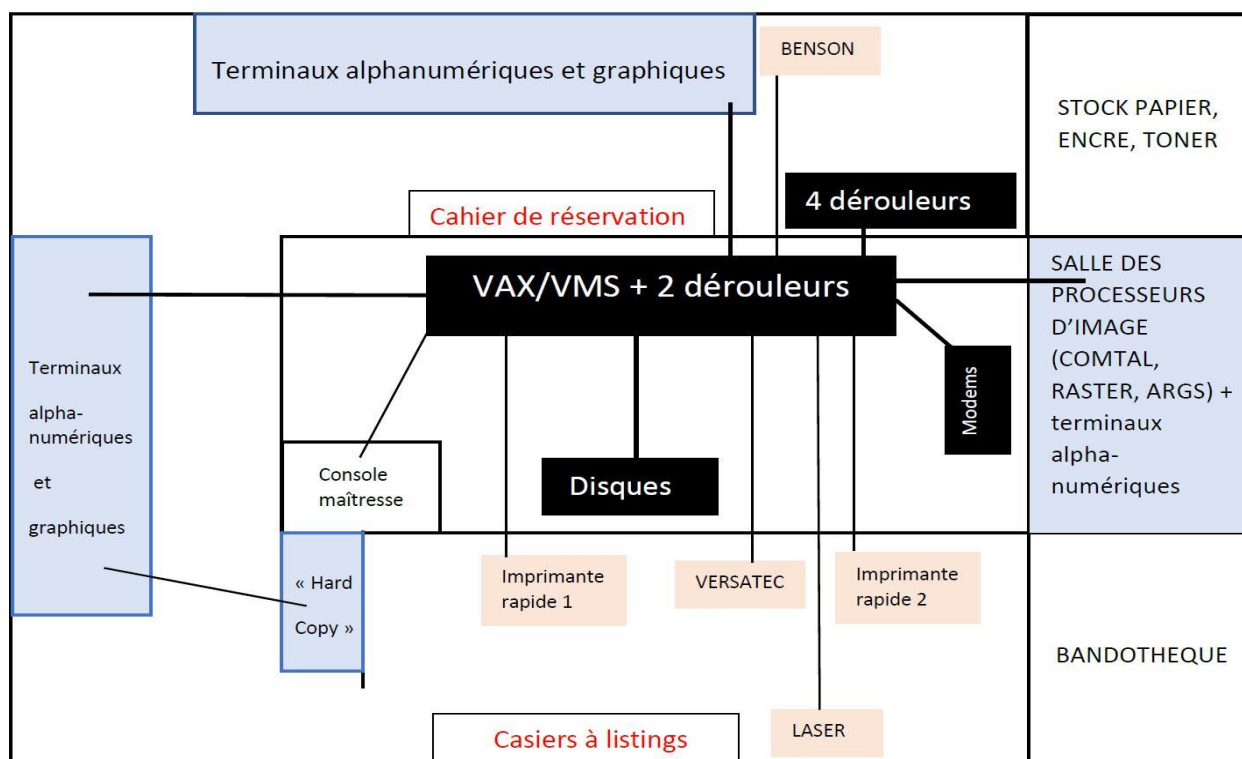 Terminaux alphanumériques et graphiques
BENSON
STOCK PAPIER,
ENCRE, TONER
4 dérouleurs
Cahier de réservation
VAX/VMS + 2 dérouleurs
SALLE DES
PROCESSEURS
D’IMAGE
(COMTAL,
RASTER, ARGS) +
terminaux
alpha-
numériques
Terminaux
alpha-
numériques
et
graphiques
Modems
Console
maîtresse
Disques
« Hard
Copy »
Imprimante
rapide 1
VERSATEC
Imprimante
rapide 2
BANDOTHEQUE
Casiers à listings
LASER